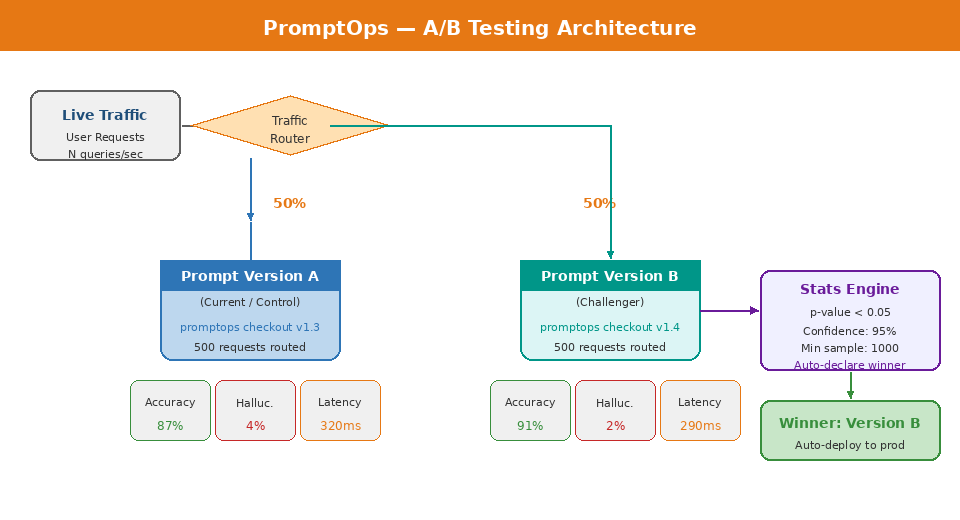 PromptOps — A/B Testing Architecture
Live Traffic
User Requests
N queries/sec
Traffic
Router
50%
50%
Prompt Version A
(Current / Control)
promptops checkout v1.3
500 requests routed
Accuracy
87%
Halluc.
4%
Latency
320ms
Prompt Version B
(Challenger)
promptops checkout v1.4
500 requests routed
Accuracy
91%
Halluc.
2%
Latency
290ms
Stats Engine
p-value < 0.05
Confidence: 95%
Min sample: 1000
Auto-declare winner
Winner: Version B
Auto-deploy to prod